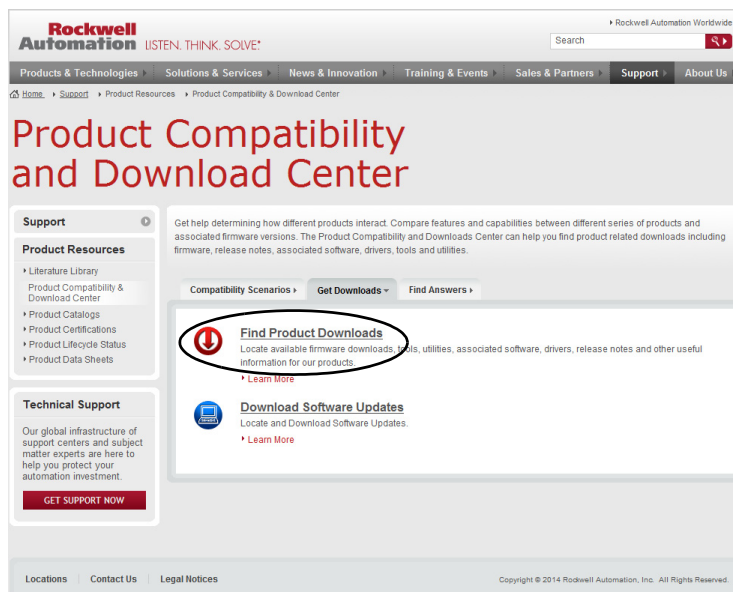 Rockwell Automation Worldwide
Rockwell
Automation LISTEN. THINK. SOLVE.®
Search
Products & Technologies
Solutions & Services
News & Innovation
Training & Events
Sales & Partners
Support
About Us
Home Support Product Resources Product Compatibility & Download Center
Product Compatibility
and Download Center
Support
Product Resources
Literature Library
Product Compatibility &
Download Center
Product Catalogs
Product Certifications
Product Lifecycle Status
Product Data Sheets
Technical Support
Our global infrastructure of
support centers and subject
matter experts are here to
help you protect your
automation investment.
GET SUPPORT NOW
Get help determining how different products interact. Compare features and capabilities between different series of products and
associated firmware versions. The Product Compatibility and Downloads Center can help you find product related downloads including
firmware, release notes, associated software, drivers, tools and utilities.
Compatibility Scenarios
Get Downloads
Find Answers
Find Product Downloads
Locate available firmware downloads, tools, utilities, associated software, drivers, release notes and other useful
information for our products.
Learn More
Download Software Updates
Locate and Download Software Updates.
Learn More
Locations
Contact Us
Legal Notices
Copyright © 2014 Rockwell Automation, Inc. All Rights Reserved.